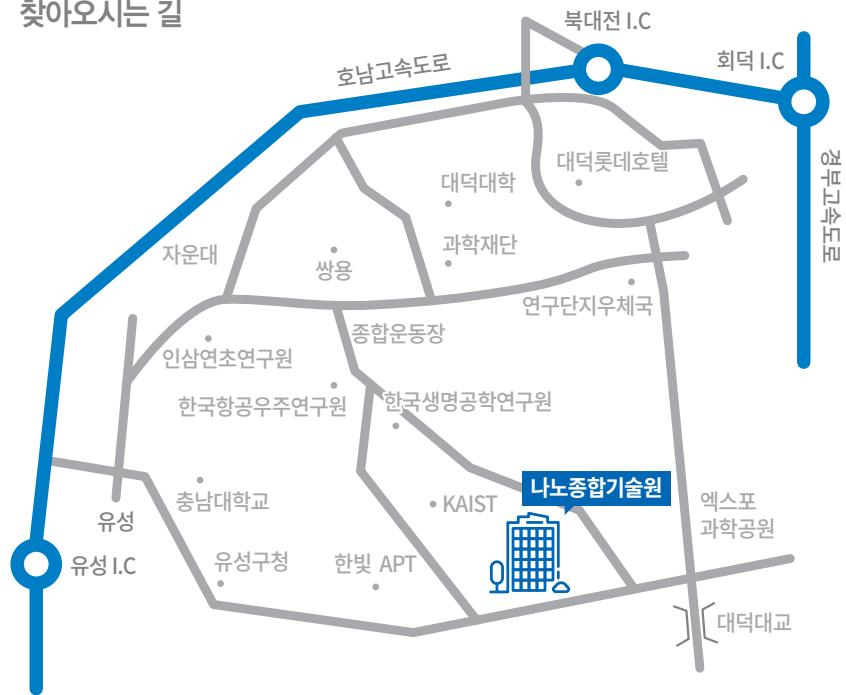 찾아오시는 길
북대전 I.C
회덕 I.C
호남고속도로
경부고속도로
대덕롯데호텔
대덕대학
과학재단
자운대
쌍용
연구단지우체국
종합운동장
인삼연초연구원
한국항공우주연구원
한국생명공학연구원
나노종합기술원
충남대학교
KAIST
엑스포
과학공원
유성
유성 I.C
유성구청
한빛 APT
대덕대교